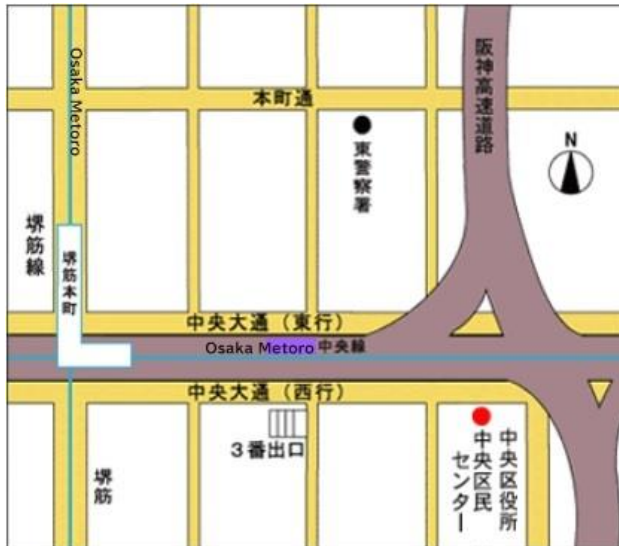 Osaka Metoro
阪神高速道路
本町通
東警察署
N
堺筋線
堺筋本町
中央大通（東行）
Osaka Metoro 中央線
中央大通（西行）
3番出口
中央区役所
中央区民
センター
堺筋